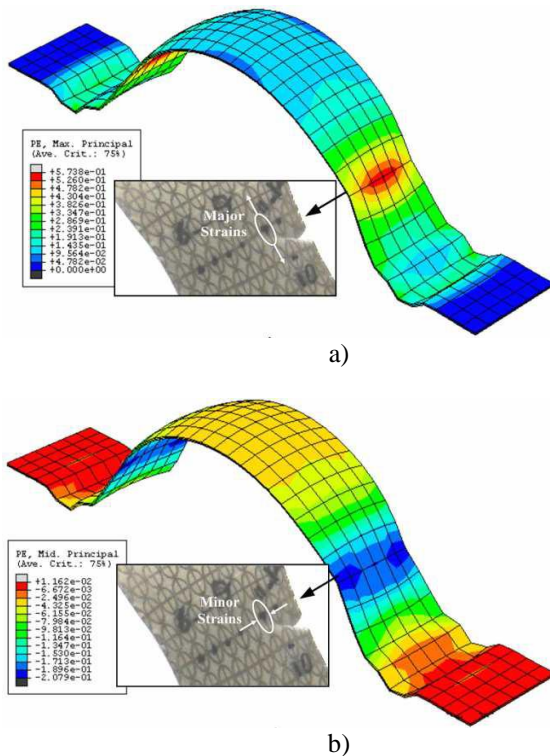 PE, Max. Principal
(Ave. Crit.: 75%)
+5.738e-01
+5.260e-01
+4.782e-01
+4.304e-01
+3.826e-01
+3.347e-01
+2.869e-01
+2.391e-01
+1.913e-01
+1.435e-01
+9.564e-02
+4.782e-02
+0.000e+00
Major
Strains
10
a)
PE, Mid. Principal
(Ave. Crit.: 75%)
+1.162e-02
-6.672e-03
-2.496e-02
-4.325e-02
-6.155e-02
-7.984e-02
-9.813e-02
-1.164e-01
-1.347e-01
-1.530e-01
-1.713e-01
-1.896e-01
-2.079e-01
Minor
Strains
10
b)